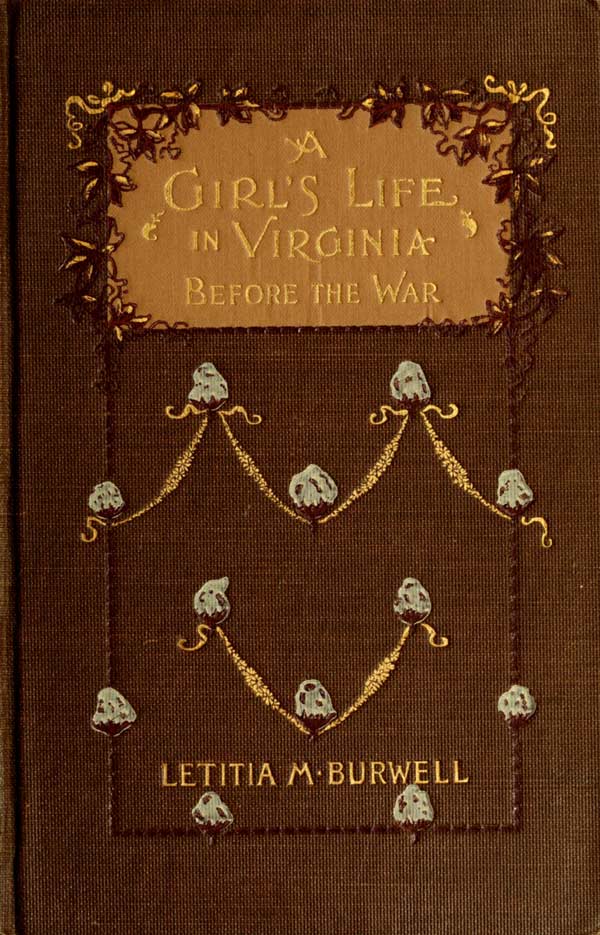 A
GIRL'S LIFE
IN VIRGINIA
BEFORE THE WAR
LETITIA M. BURWELL